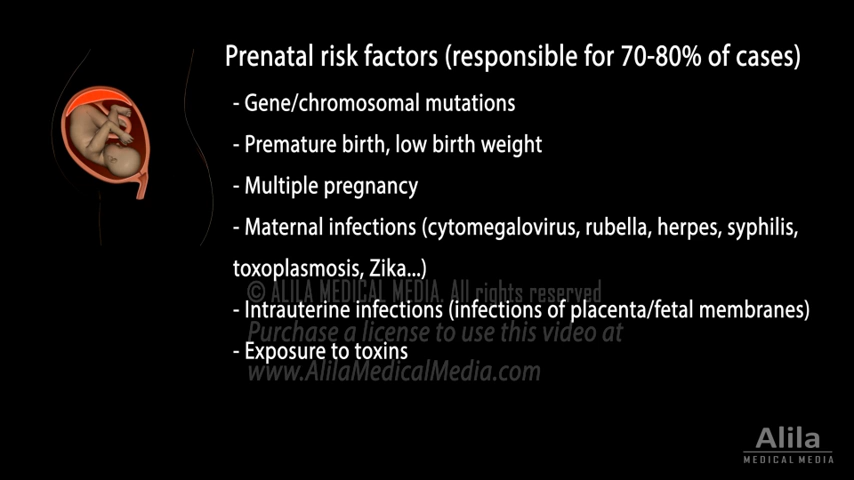 Prenatal risk factors (responsible for 70-80% of cases)
- Gene/chromosomal mutations
- Premature birth, low birth weight
- Multiple pregnancy
- Maternal infections (cytomegalovirus, rubella, herpes, syphilis,
toxoplasmosis, Zika...)
© ALILA MEDICAL MEDIA. All rights reserved
- Intrauterine infections (infections of placenta/fetal membranes)
Purchase a license to use this video at
- Exposure to toxins
www.AlilaMedicalMedia.com
Alila
MEDICAL MEDIA